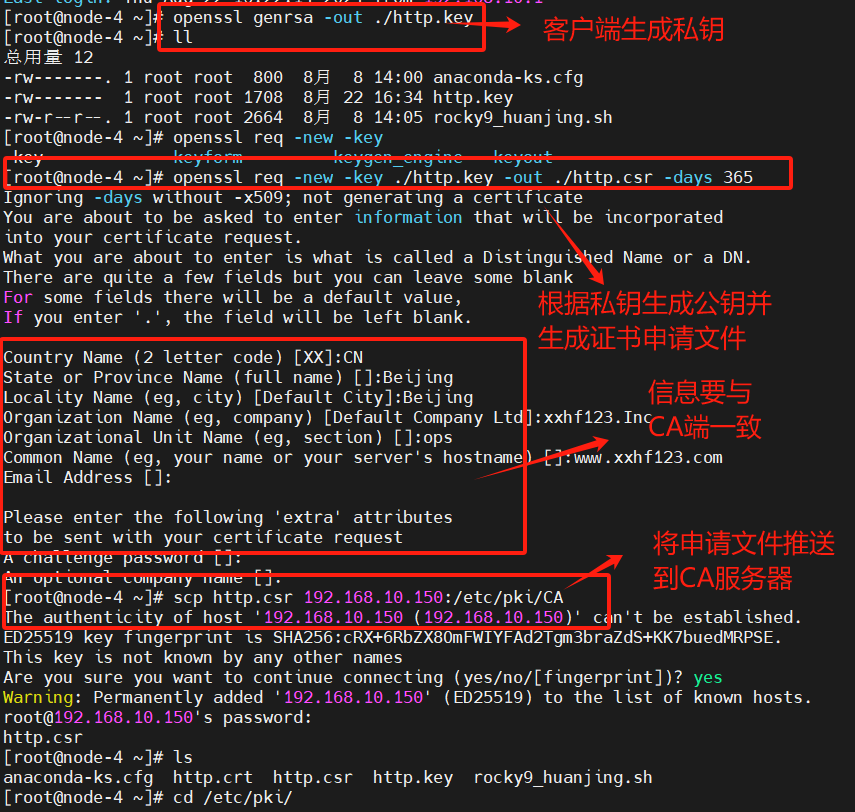 Last login: Thu Aug 22 16:22:14 2024 from 192.168.10.1
[root@node-4 ~]# openssl genrsa -out ./http.key
客户端生成私钥
[root@node-4 ~]# ll
总用量 12
-rw-------. 1 root root  800  8月   8 14:00 anaconda-ks.cfg
-rw-------  1 root root 1708  8月  22 16:34 http.key
-rw-r--r--. 1 root root 2664  8月   8 14:05 rocky9_huanjing.sh
[root@node-4 ~]# openssl req -new -key
-key -keyform -keygen_engine -keyout
[root@node-4 ~]# openssl req -new -key ./http.key -out ./http.csr -days 365
Ignoring -days without -x509; not generating a certificate
You are about to be asked to enter information that will be incorporated
into your certificate request.
What you are about to enter is what is called a Distinguished Name or a DN.
There are quite a few fields but you can leave some blank
For some fields there will be a default value,
If you enter '.', the field will be left blank.
根据私钥生成公钥并
生成证书申请文件
Country Name (2 letter code) [XX]:CN
State or Province Name (full name) []:Beijing
Locality Name (eg, city) [Default City]:Beijing
Organization Name (eg, company) [Default Company Ltd]:xxhf123.Inc
Organizational Unit Name (eg, section) []:ops
Common Name (eg, your name or your server's hostname) []:www.xxhf123.com
Email Address []:
信息要与
CA端一致
Please enter the following 'extra' attributes
to be sent with your certificate request
A challenge password []:
An optional company name []:
将申请文件推送
到CA服务器
[root@node-4 ~]# scp http.csr 192.168.10.150:/etc/pki/CA
The authenticity of host '192.168.10.150 (192.168.10.150)' can't be established.
ED25519 key fingerprint is SHA256:cRX+6RbZX8OmFWIYFAd2Tgm3braZdS+KK7buedMRPSE.
This key is not known by any other names
Are you sure you want to continue connecting (yes/no/[fingerprint])? yes
Warning: Permanently added '192.168.10.150' (ED25519) to the list of known hosts.
root@192.168.10.150's password:
http.csr
[root@node-4 ~]# ls
anaconda-ks.cfg  http.crt  http.csr  http.key  rocky9_huanjing.sh
[root@node-4 ~]# cd /etc/pki/